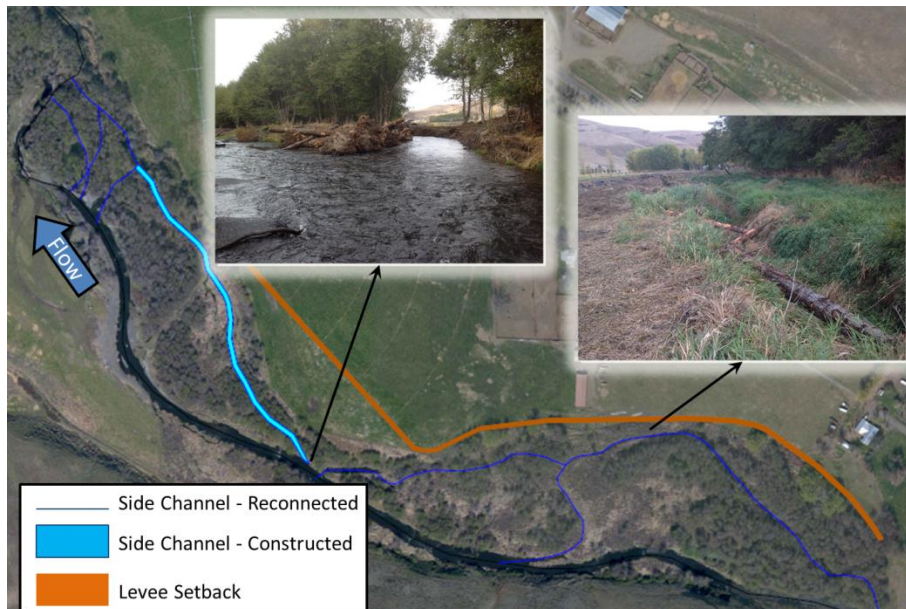 Flow
Side Channel - Reconnected
Side Channel - Constructed
Levee Setback